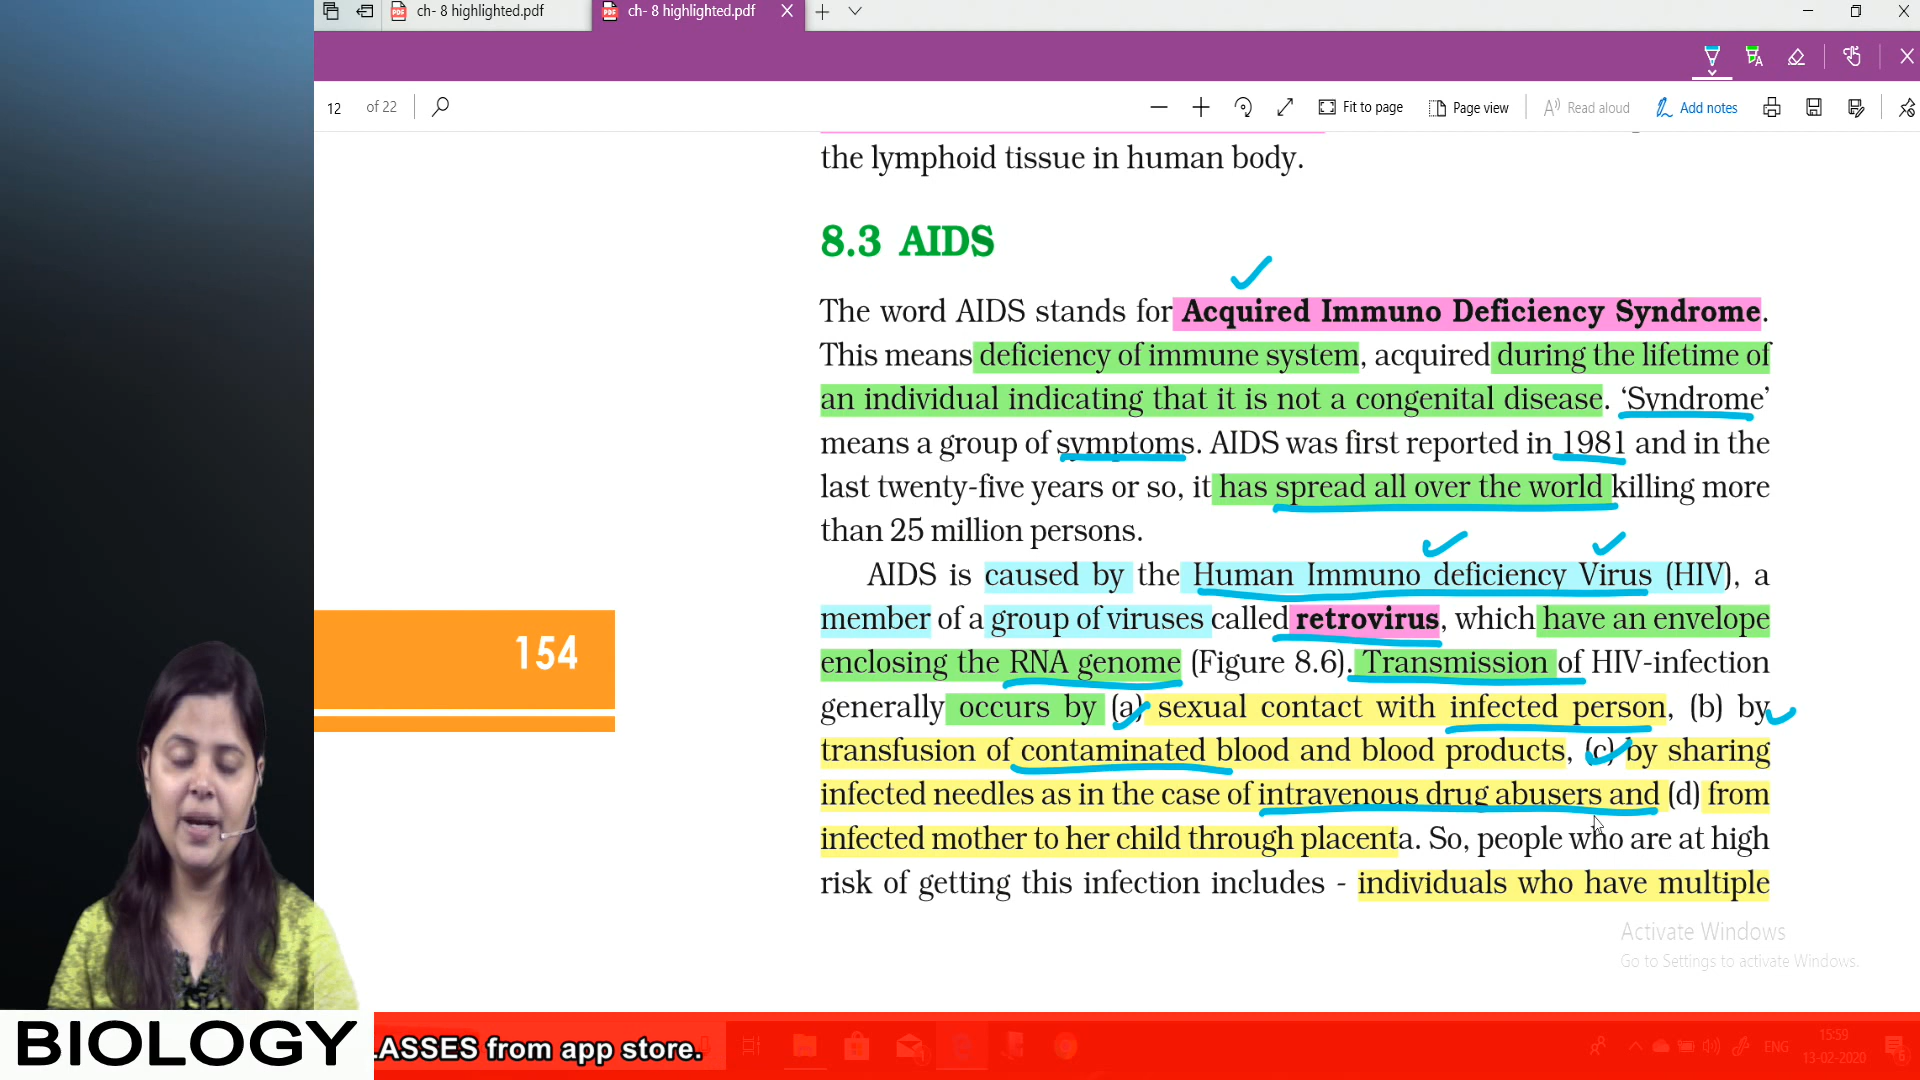 ch- 8 highlighted.pdf
ch- 8 highlighted.pdf
12 of 22
Fit to page
Page view
Read aloud
Add notes
the lymphoid tissue in human body.
8.3 AIDS
The word AIDS stands for Acquired Immuno Deficiency Syndrome.
This means deficiency of immune system, acquired during the lifetime of
an individual indicating that it is not a congenital disease. ‘Syndrome’
means a group of symptoms. AIDS was first reported in 1981 and in the
last twenty-five years or so, it has spread all over the world killing more
than 25 million persons.
AIDS is caused by the Human Immuno deficiency Virus (HIV), a
member of a group of viruses called retrovirus, which have an envelope
enclosing the RNA genome (Figure 8.6). Transmission of HIV-infection
generally occurs by (a) sexual contact with infected person, (b) by
transfusion of contaminated blood and blood products, (c) by sharing
infected needles as in the case of intravenous drug abusers and (d) from
infected mother to her child through placenta. So, people who are at high
risk of getting this infection includes - individuals who have multiple
154
Activate Windows
Go to Settings to activate Windows.
BIOLOGY
LASSES from app store.
ENG
15:59
13-02-2020